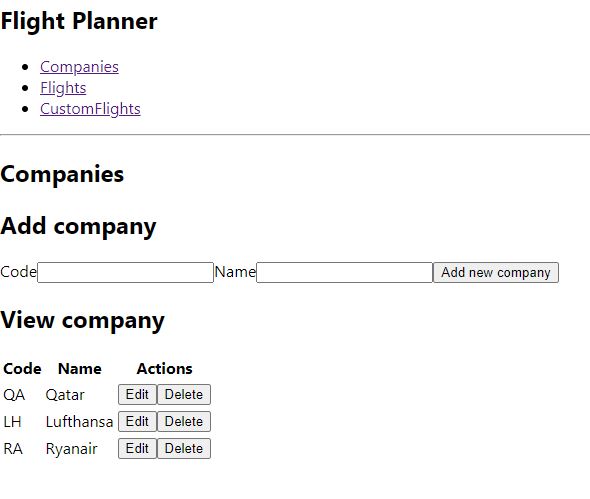 Flight Planner
Companies
Flights
CustomFlights
Companies
Add company
Code Name Add new company
View company
Code Name Actions
QA Qatar Edit Delete
LH Lufthansa Edit Delete
RA Ryanair Edit Delete